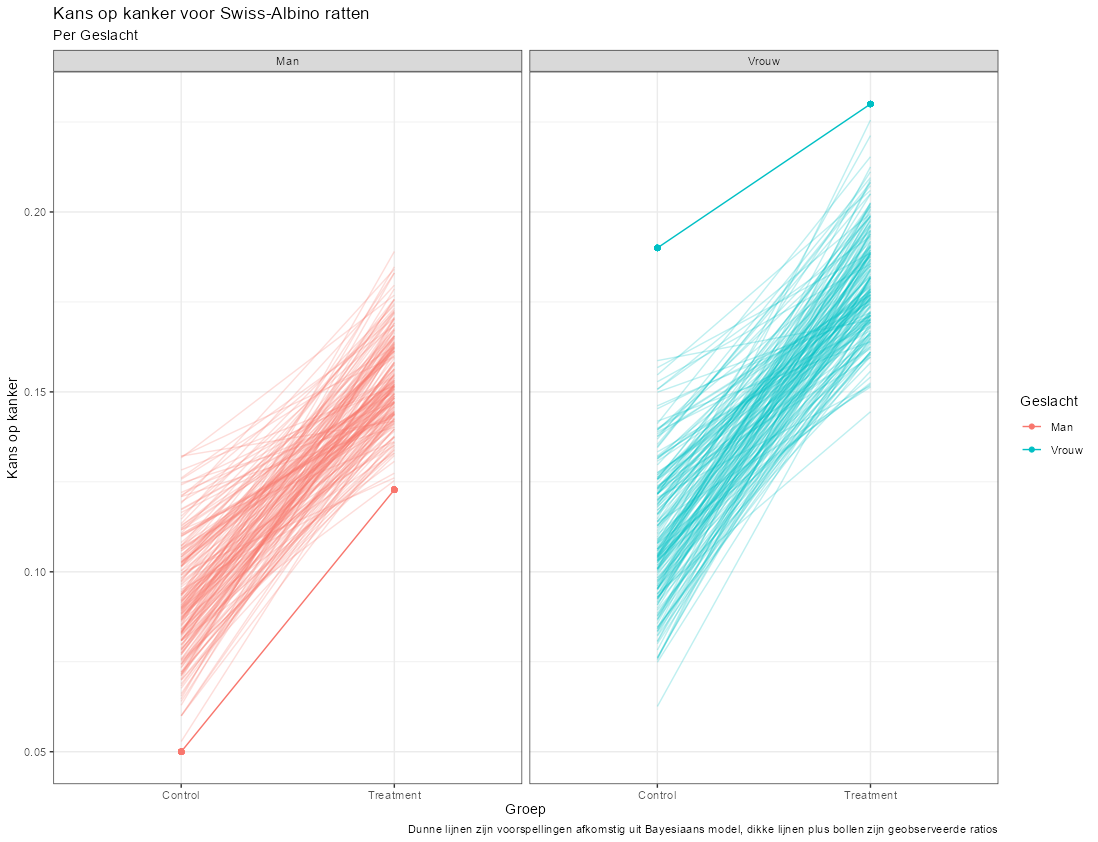 Kans op kanker voor Swiss-Albino ratten
Per Geslacht
Man
Vrouw
0.20
0.15
0.10
0.05
Kans op kanker
Control
Treatment
Control
Treatment
Groep
Geslacht
Man
Vrouw
Dunne lijnen zijn voorspellingen afkomstig uit Bayesiaans model, dikke lijnen plus bollen zijn geobserveerde ratios